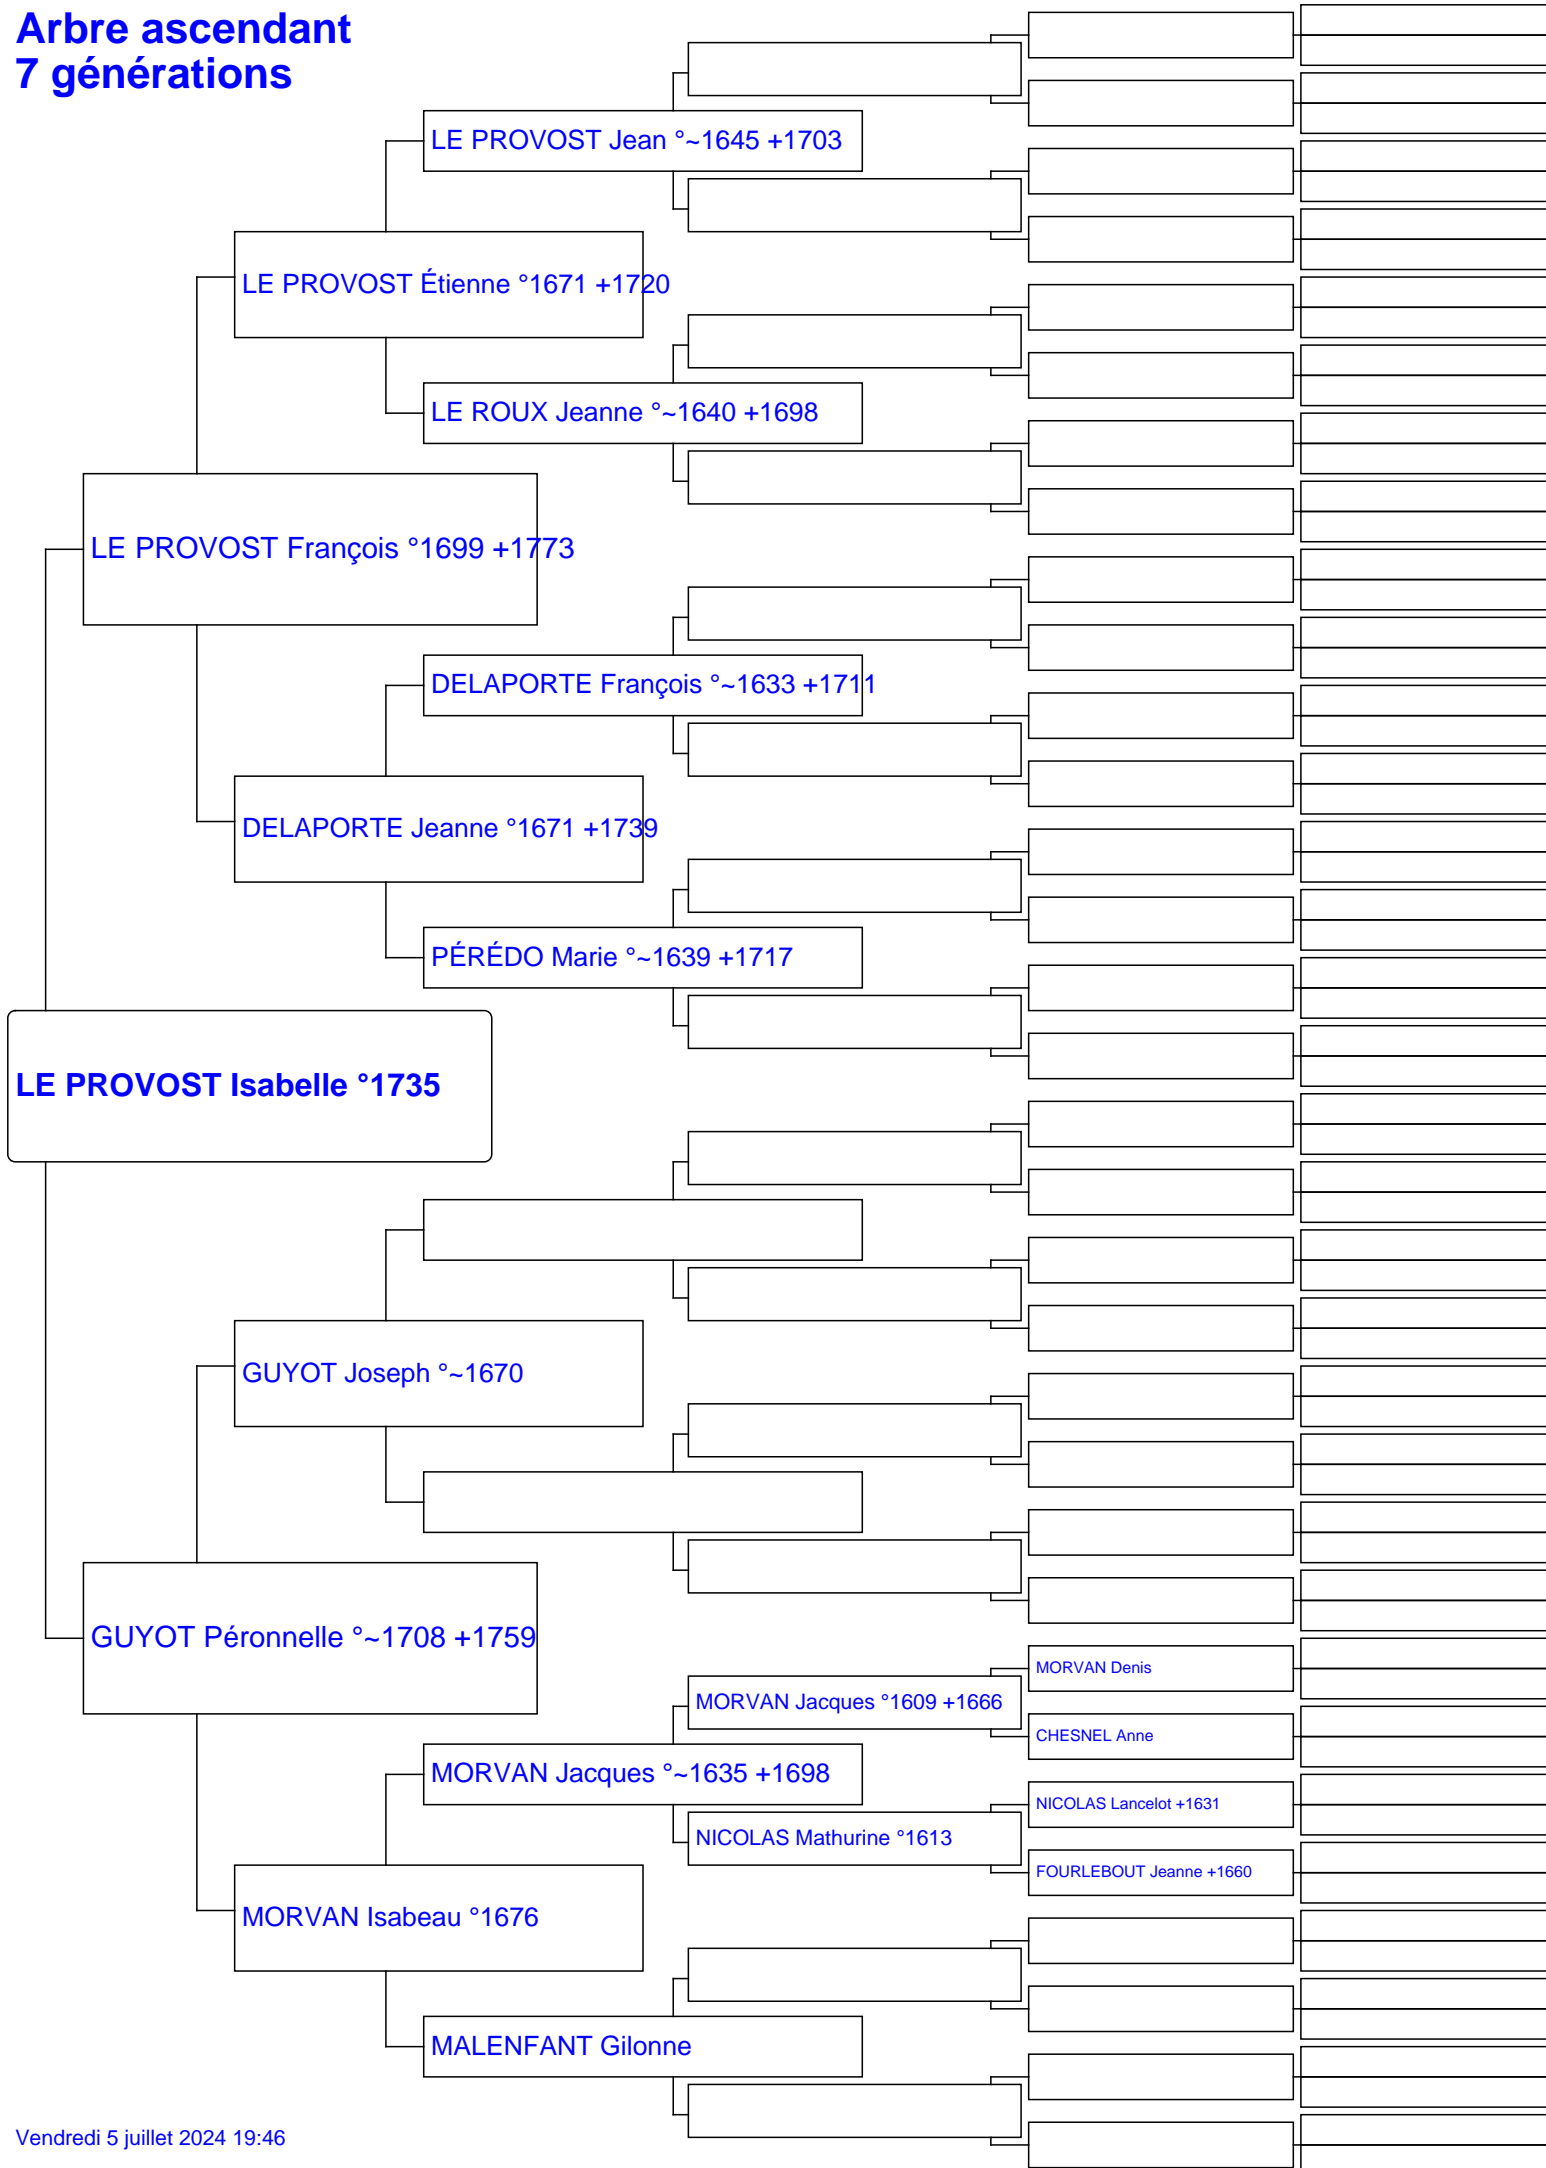 Arbre ascendant
7 générations
LE PROVOST Jean °~1645 +1703
LE PROVOST Étienne °1671 +1720
LE ROUX Jeanne °~1640 +1698
LE PROVOST François °1699 +1773
DELAPORTE François °~1633 +1711
DELAPORTE Jeanne °1671 +1739
PÉRÉDO Marie °~1639 +1717
LE PROVOST Isabelle °1735
GUYOT Joseph °~1670
GUYOT Péronnelle °~1708 +1759
MORVAN Denis
MORVAN Jacques °1609 +1666
CHESNEL Anne
MORVAN Jacques °~1635 +1698
NICOLAS Lancelot +1631
NICOLAS Mathurine °1613
FOURLEBOUT Jeanne +1660
MORVAN Isabeau °1676
MALENFANT Gilonne
Vendredi 5 juillet 2024 19:46